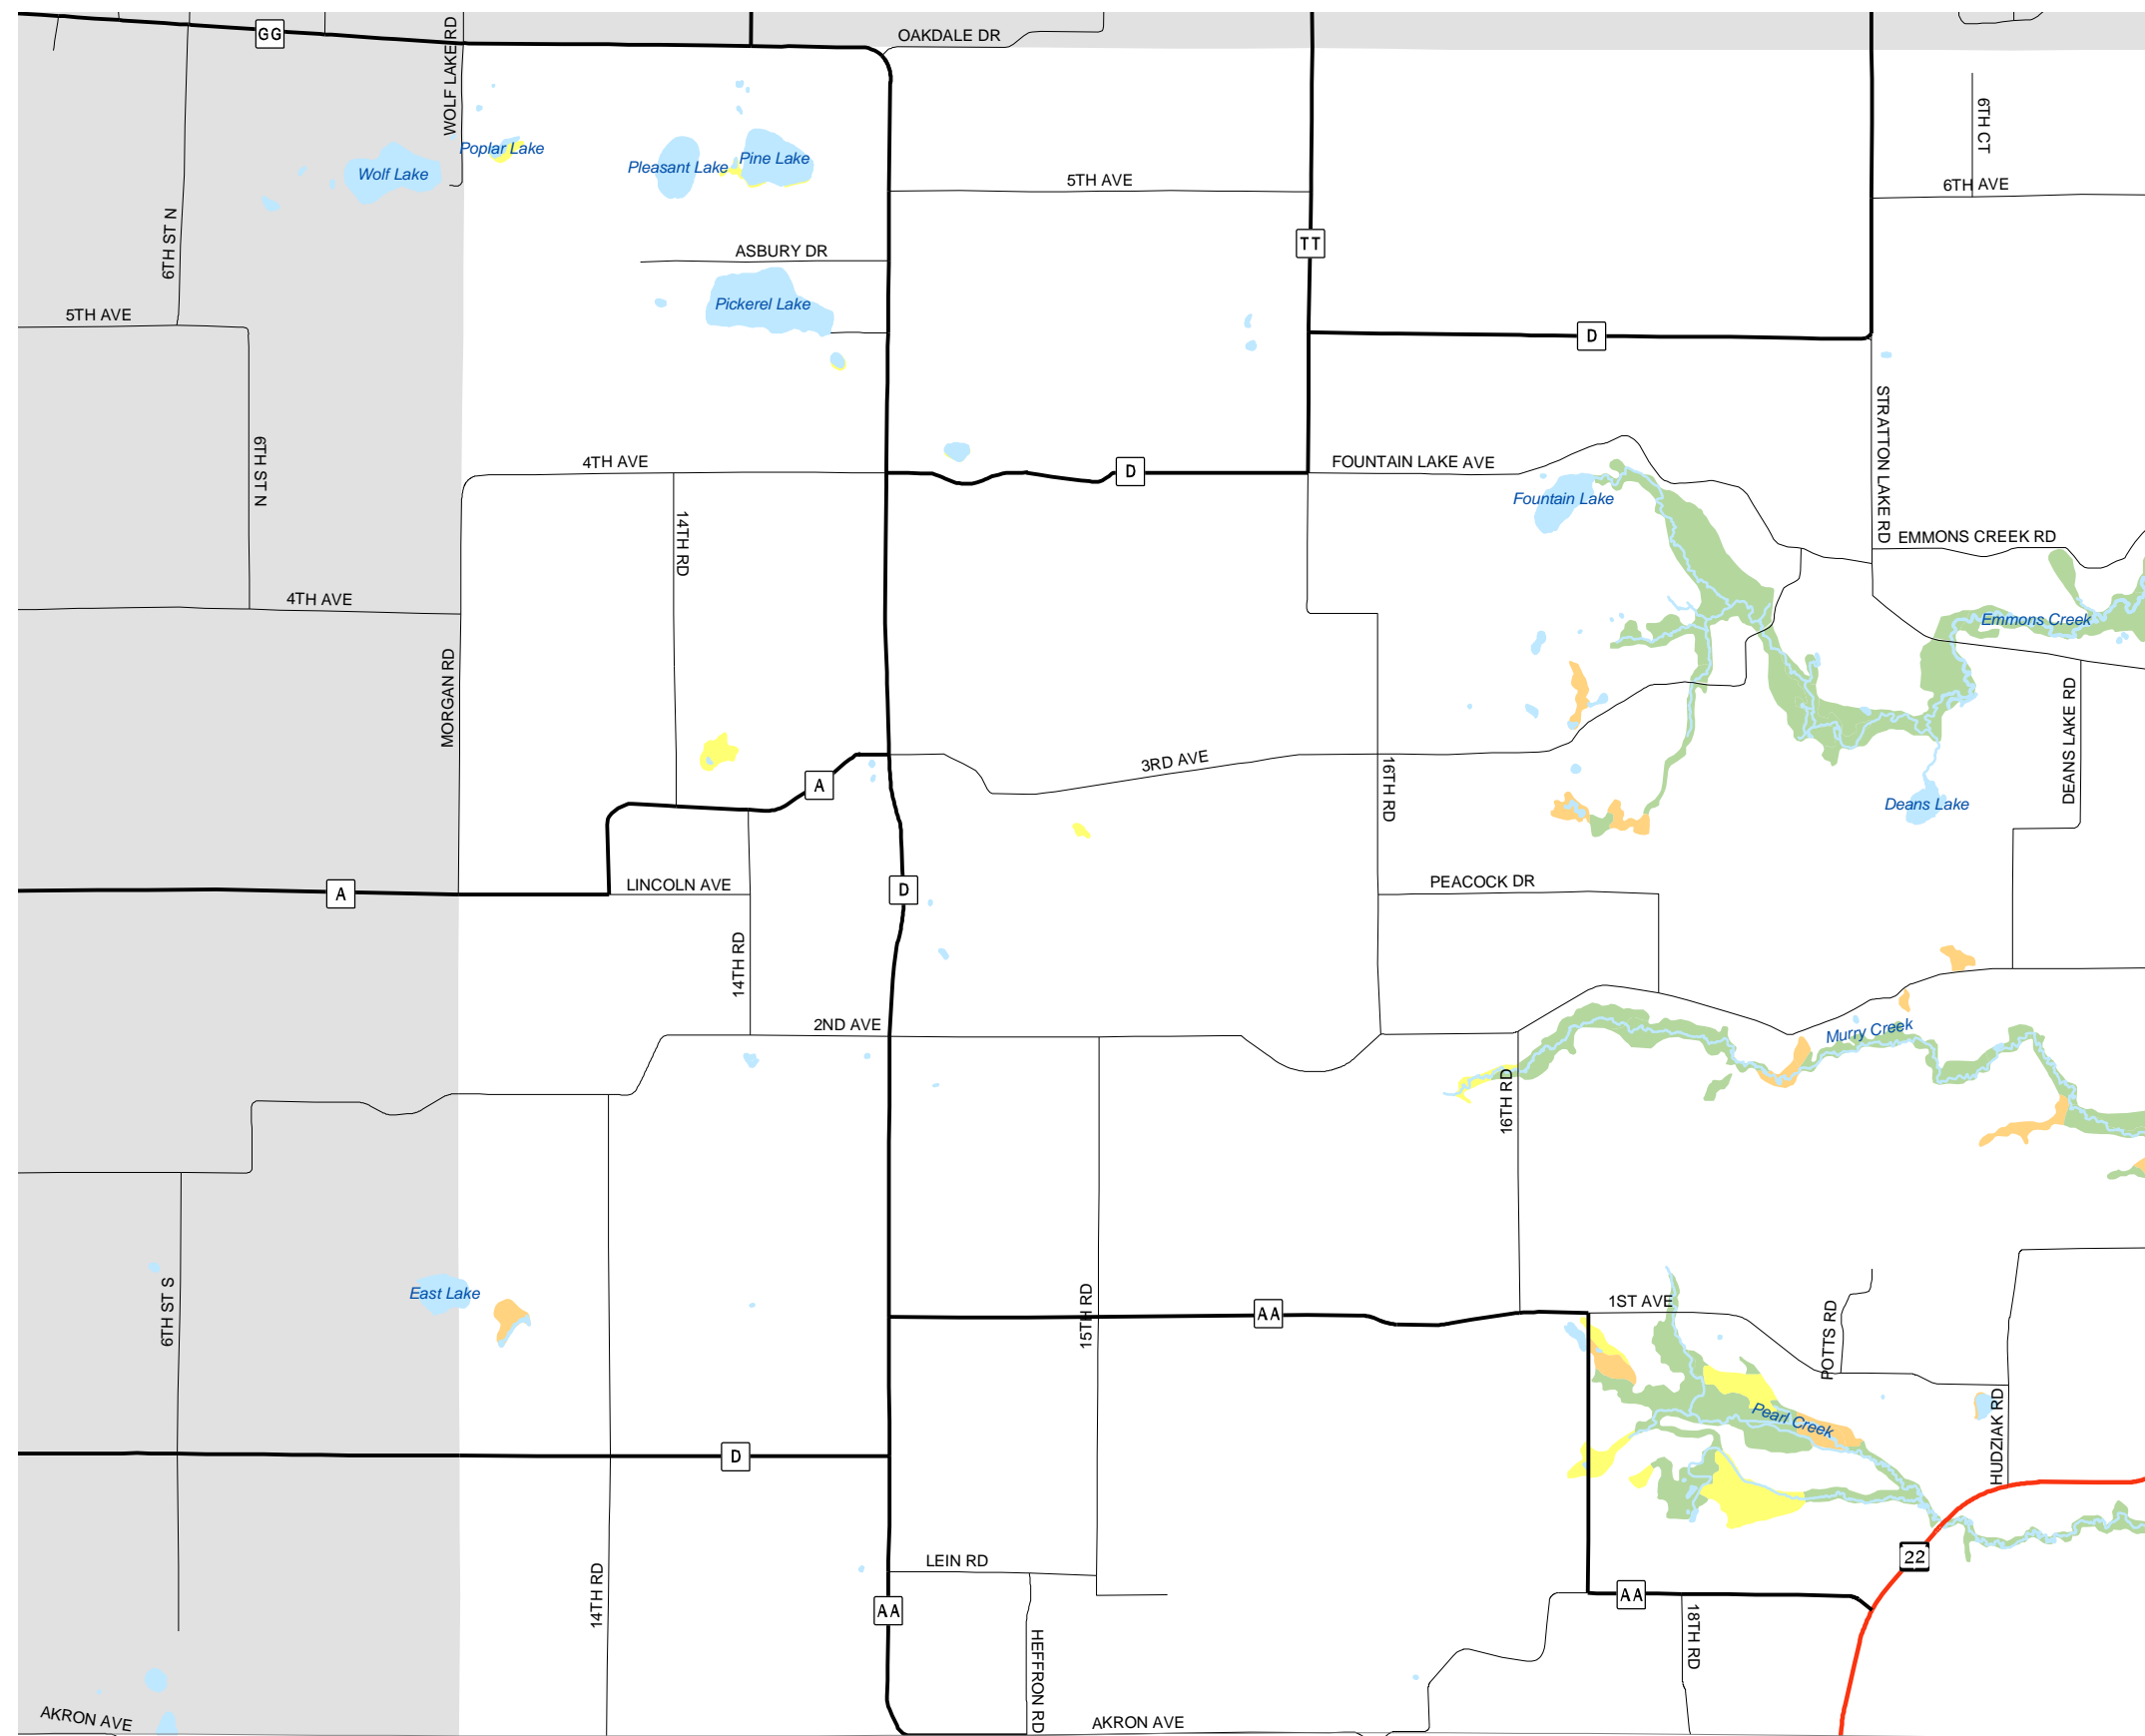 GG
WOLF LAKE RD
OAKDALE DR
6TH CT
Poplar Lake
Wolf Lake
Pleasant Lake
Pine Lake
5TH AVE
6TH AVE
6TH ST N
ASBURY DR
TT
Pickerel Lake
5TH AVE
D
STRATTON LAKE RD
6TH ST N
4TH AVE
D
FOUNTAIN LAKE AVE
Fountain Lake
14TH RD
EMMONS CREEK RD
4TH AVE
Emmons Creek
MORGAN RD
DEANS LAKE RD
3RD AVE
16TH RD
A
Deans Lake
A
LINCOLN AVE
D
PEACOCK DR
14TH RD
2ND AVE
Murry Creek
16TH RD
6TH ST S
East Lake
15TH RD
AA
1ST AVE
POTTS RD
Pearl Creek
HUDZIAK RD
D
22
LEIN RD
14TH RD
AA
AA
HEFFRON RD
18TH RD
AKRON AVE
AKRON AVE